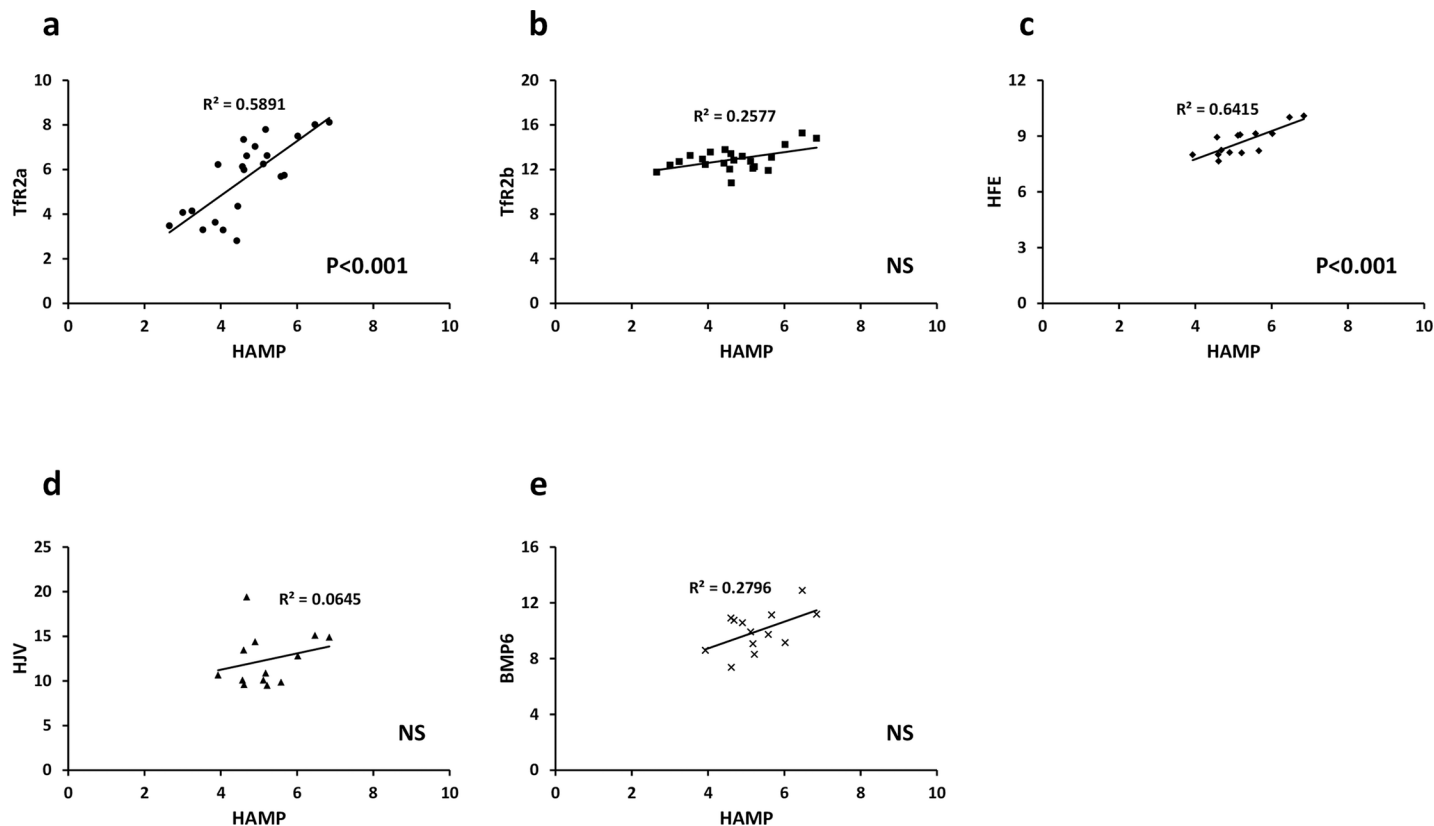 a
10
8
6
4
2
0
TfR2a
R² = 0.5891
P<0.001
0 2 4 6 8 10
HAMP
b
20
16
12
8
4
0
TfR2b
R² = 0.2577
NS
0 2 4 6 8 10
HAMP
c
12
9
6
3
0
HFE
R² = 0.6415
P<0.001
0 2 4 6 8 10
HAMP
d
25
20
15
10
5
0
HJV
R² = 0.0645
NS
0 2 4 6 8 10
HAMP
e
16
12
8
4
0
BMP6
R² = 0.2796
NS
0 2 4 6 8 10
HAMP